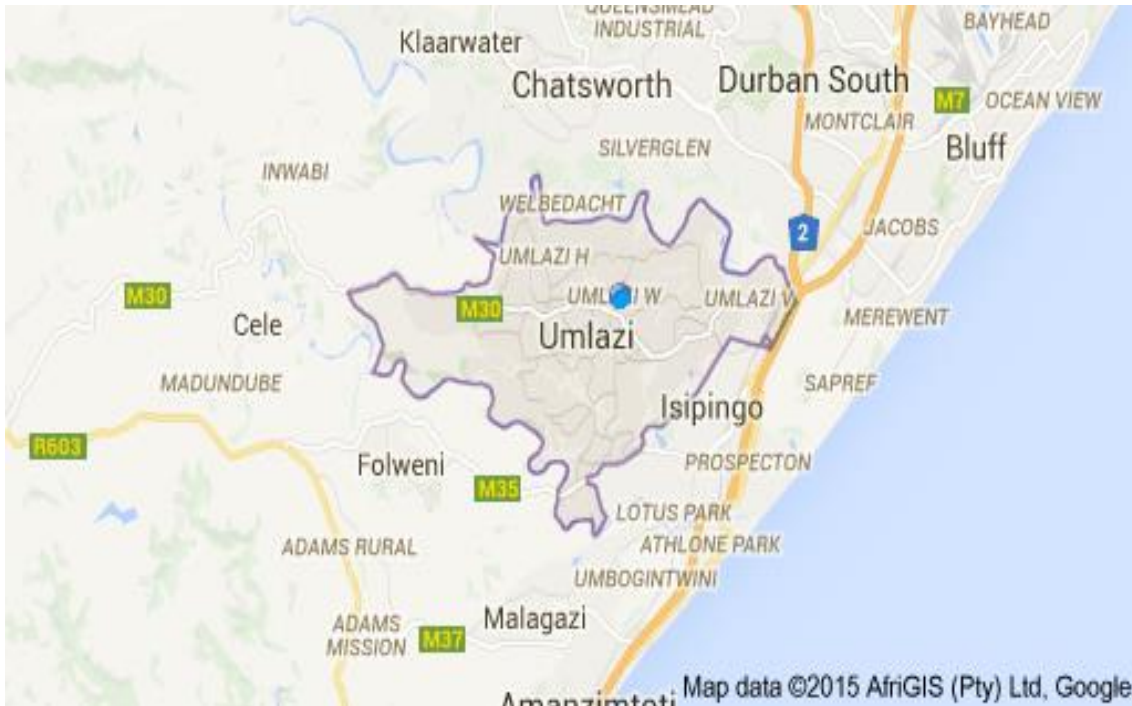 QUEENSMEAD
INDUSTRIAL
BAYHEAD
Klaarwater
Chatsworth
Durban South
M7
OCEAN VIEW
MONTCLAIR
Bluff
SILVERGLEN
INWABI
WELBEDACHT
2
JACOBS
UMLAZI H
M30
M30
UMLAZI W
UMLAZI V
MEREWENT
Cele
Umlazi
MADUNDUBE
SAPREF
Isipingo
R603
Folweni
PROSPECTON
M35
LOTUS PARK
ADAMS RURAL
ATHLONE PARK
UMBOGINTWINI
Malagazi
ADAMS
MISSION
M37
Amanzimtoti
Map data ©2015 AfriGIS (Pty) Ltd, Google